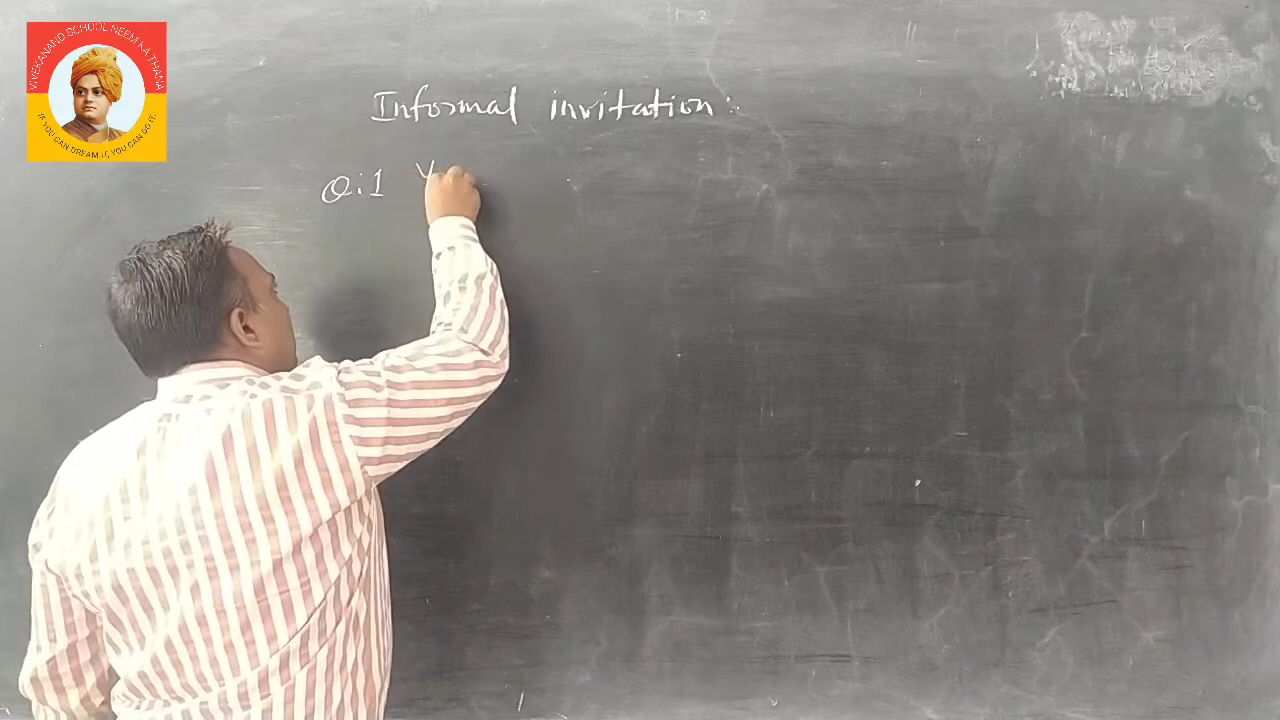 VIVEKANAND SCHOOL NEEM KA THANA
IF YOU CAN DREAM IT, YOU CAN DO IT.
Informal invitation:
Q:1 Y